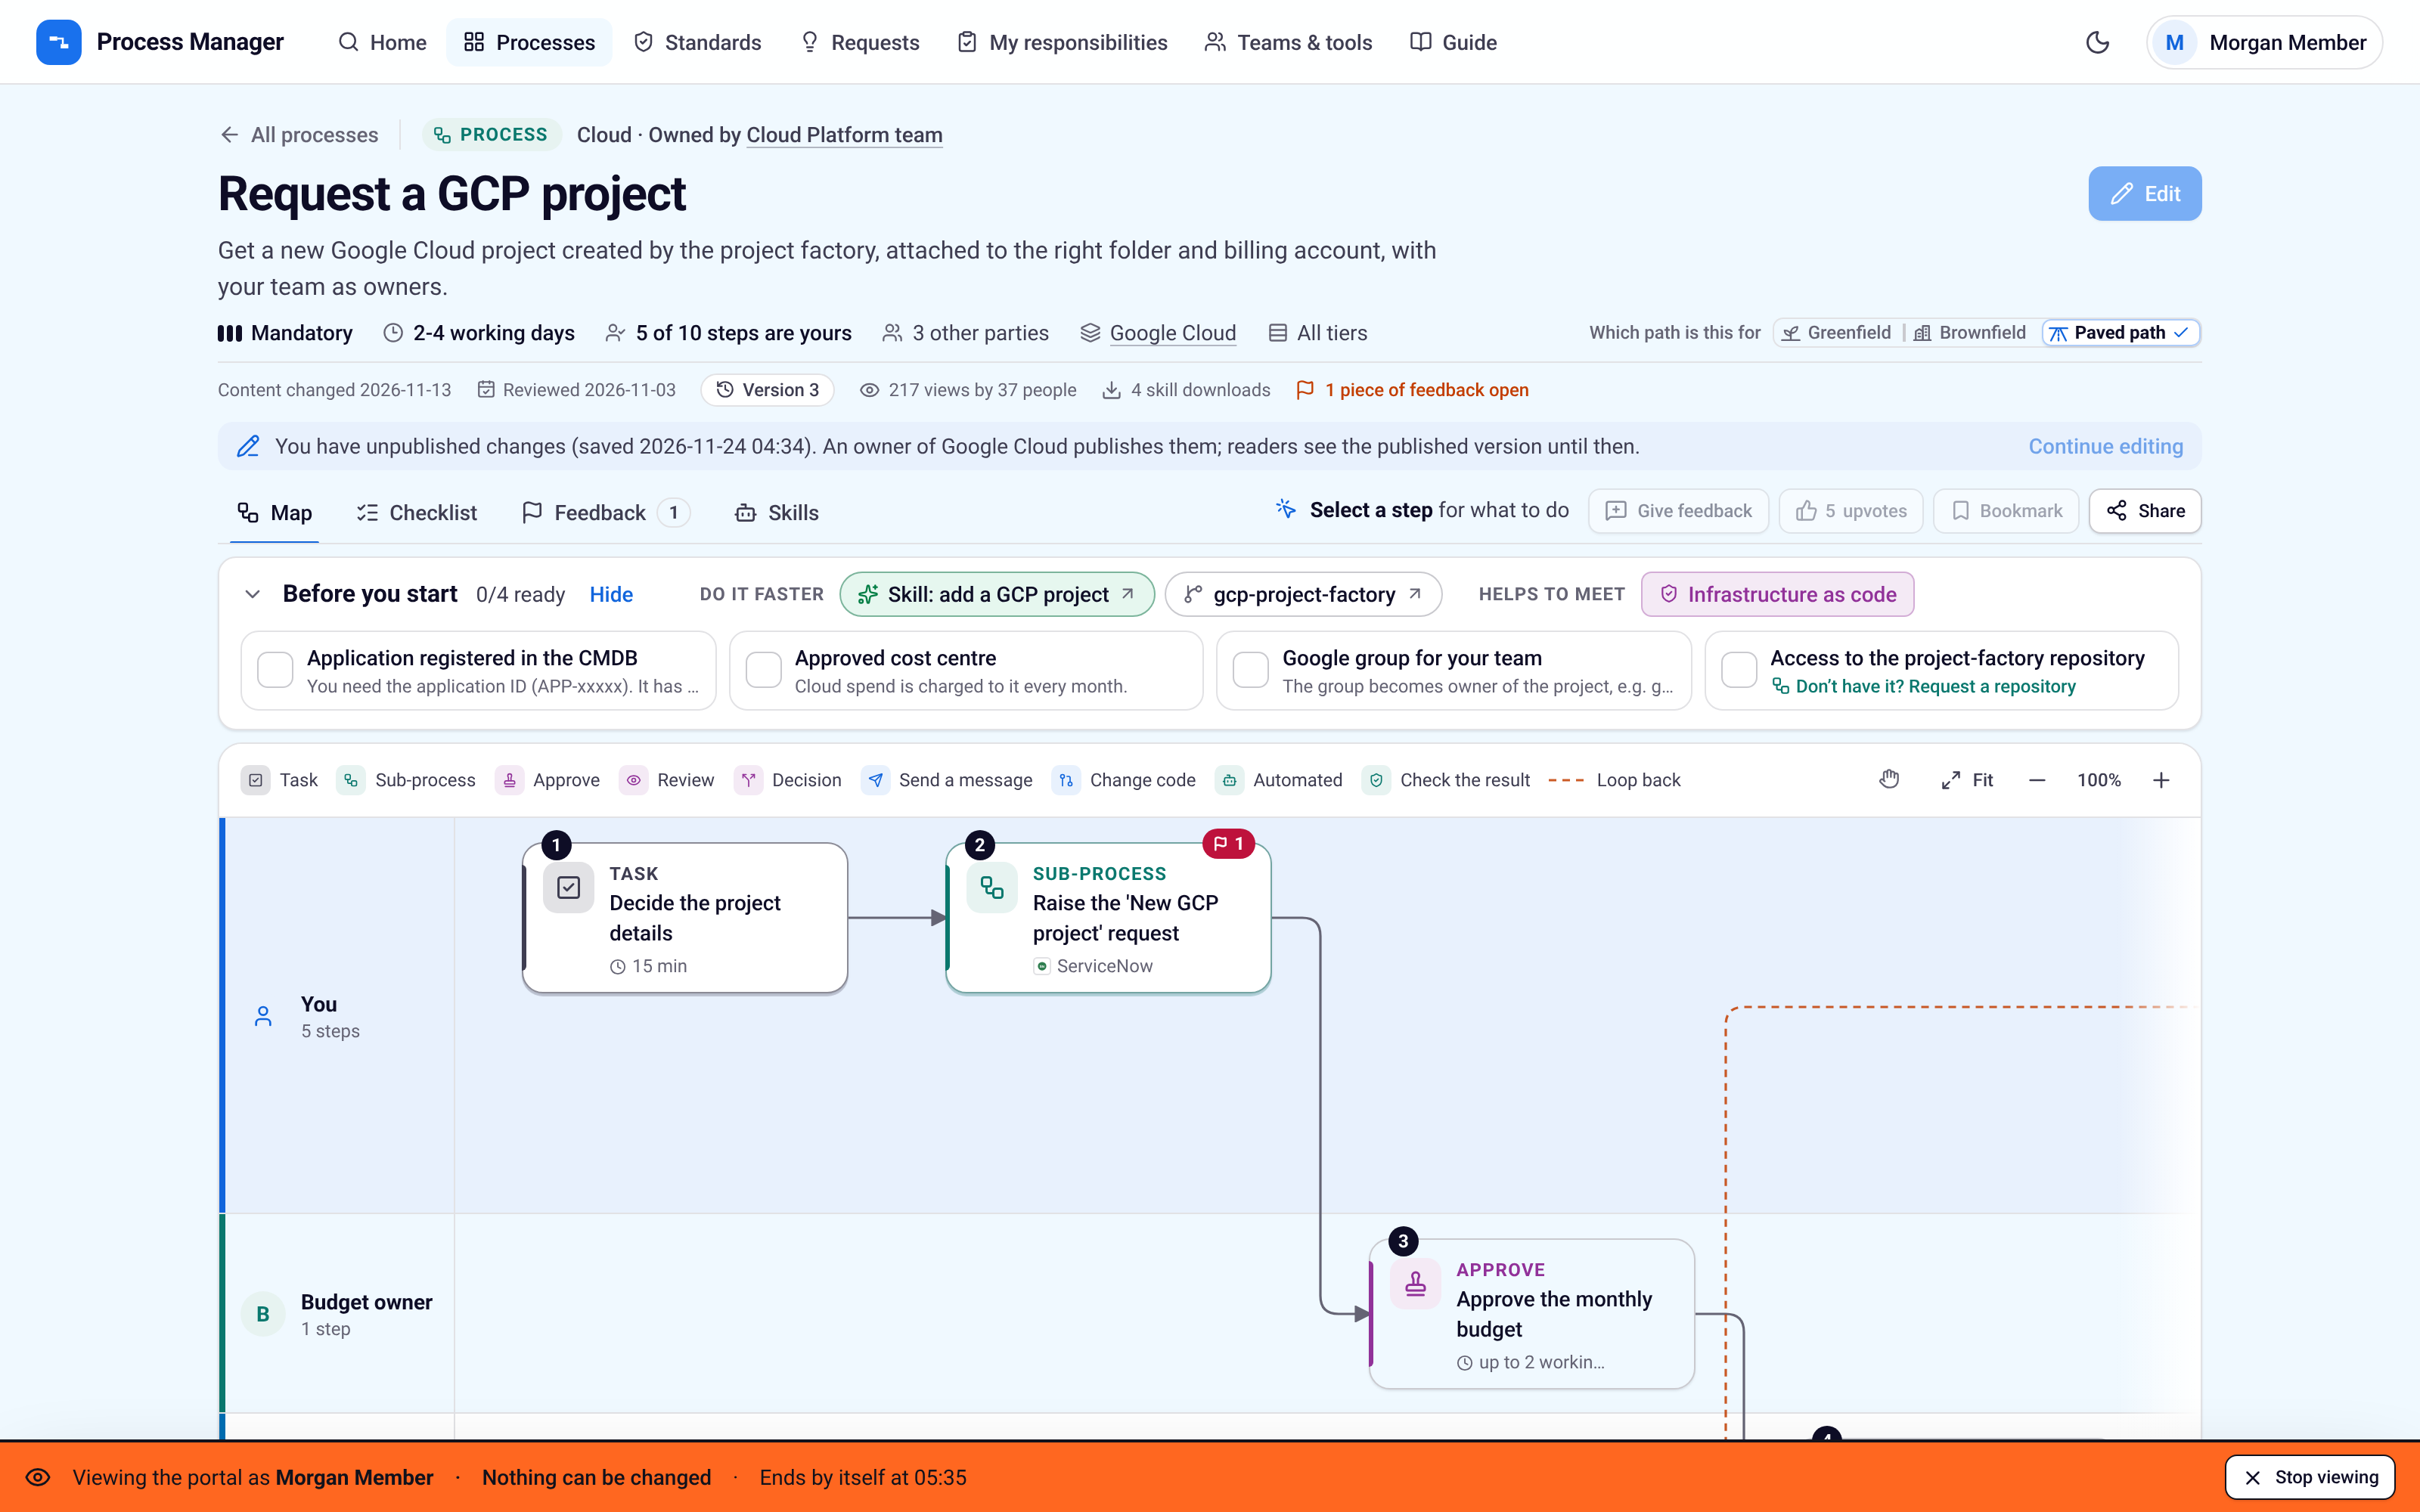 Process Manager
Home
Processes
Standards
Requests
My responsibilities
Teams & tools
Guide
M
Morgan Member
All processes
PROCESS
Cloud · Owned by Cloud Platform team
Request a GCP project
Edit
Get a new Google Cloud project created by the project factory, attached to the right folder and billing account, with
your team as owners.
Mandatory
2-4 working days
5 of 10 steps are yours
3 other parties
Google Cloud
All tiers
Which path is this for
Greenfield
Brownfield
Paved path
Content changed 2026-11-13
Reviewed 2026-11-03
Version 3
217 views by 37 people
4 skill downloads
1 piece of feedback open
You have unpublished changes (saved 2026-11-24 04:34). An owner of Google Cloud publishes them; readers see the published version until then.
Continue editing
Map
Checklist
Feedback 1
Skills
Select a step for what to do
Give feedback
5 upvotes
Bookmark
Share
Before you start
0/4 ready
Hide
DO IT FASTER
Skill: add a GCP project
gcp-project-factory
HELPS TO MEET
Infrastructure as code
Application registered in the CMDB
You need the application ID (APP-xxxxx). It has ...
Approved cost centre
Cloud spend is charged to it every month.
Google group for your team
The group becomes owner of the project, e.g. g...
Access to the project-factory repository
Don't have it? Request a repository
Task
Sub-process
Approve
Review
Decision
Send a message
Change code
Automated
Check the result
Loop back
Fit
100%
You
5 steps
1
TASK
Decide the project
details
15 min
2
1
SUB-PROCESS
Raise the 'New GCP
project' request
ServiceNow
B
Budget owner
1 step
3
APPROVE
Approve the monthly
budget
up to 2 workin...
Viewing the portal as Morgan Member · Nothing can be changed · Ends by itself at 05:35
Stop viewing